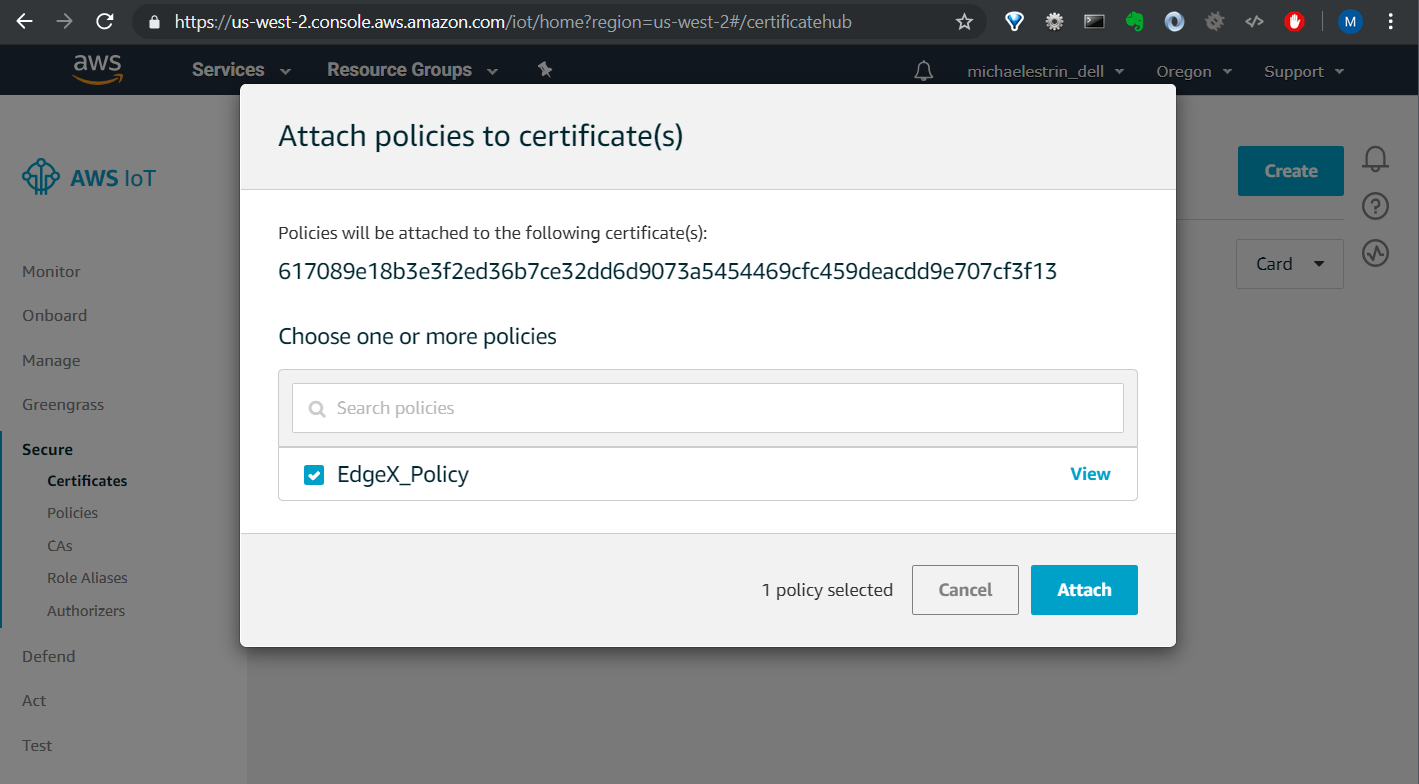 https://us-west-2.console.aws.amazon.com/iot/home?region=us-west-2#/certificatehub
M
aws
Services
Resource Groups
michaelestrin_dell
Oregon
Support
Attach policies to certificate(s)
AWS IoT
Create
Policies will be attached to the following certificate(s):
617089e18b3e3f2ed36b7ce32dd6d9073a5454469cfc459deacdd9e707cf3f13
Card
Monitor
Onboard
Manage
Greengrass
Secure
Certificates
Policies
CAs
Role Aliases
Authorizers
Defend
Act
Test
Choose one or more policies
Search policies
EdgeX_Policy
View
1 policy selected
Cancel
Attach